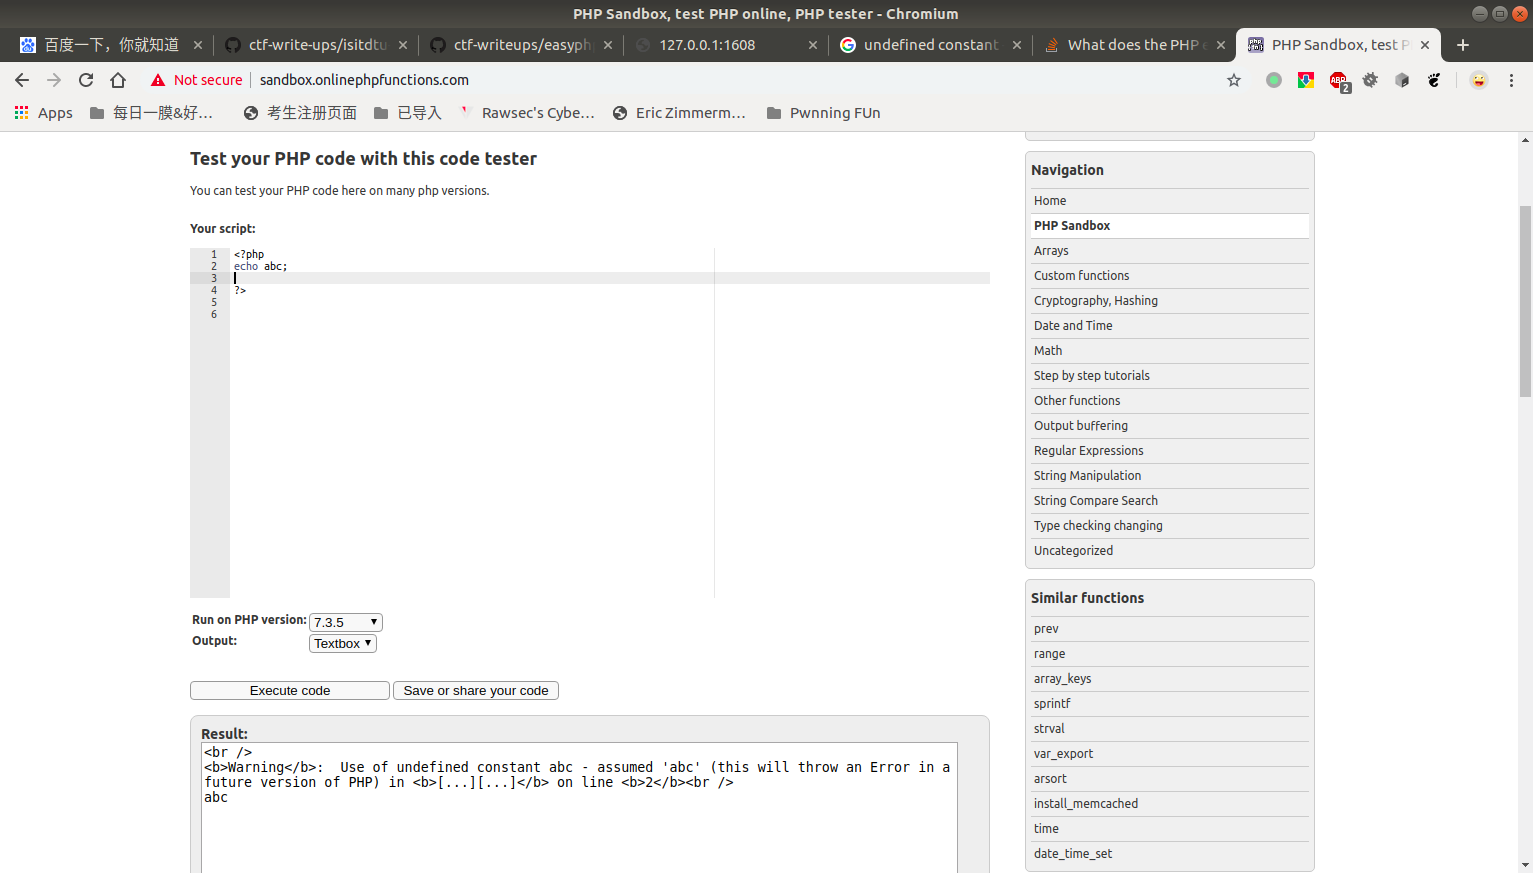 PHP Sandbox, test PHP online, PHP tester - Chromium
百度一下，你就知道
ctf-write-ups/isitdtu
ctf-writeups/easyph
127.0.0.1:1608
undefined constant
What does the PHP e
PHP Sandbox, test P
Not secure
sandbox.onlinephpfunctions.com
ABP
2
Apps
每日一膜&好…
考生注册页面
已导入
Rawsec's Cybe…
Eric Zimmerm…
Pwnning FUn
Test your PHP code with this code tester
You can test your PHP code here on many php versions.
Your script:
1 <?php
2 echo abc;
3
4 ?>
5
6
Run on PHP version: 7.3.5
Output: Textbox
Execute code
Save or share your code
Result:
<br />
<b>Warning</b>:  Use of undefined constant abc - assumed 'abc' (this will throw an Error in a
future version of PHP) in <b>[...][...]</b> on line <b>2</b><br />
abc
Navigation
Home
PHP Sandbox
Arrays
Custom functions
Cryptography, Hashing
Date and Time
Math
Step by step tutorials
Other functions
Output buffering
Regular Expressions
String Manipulation
String Compare Search
Type checking changing
Uncategorized
Similar functions
prev
range
array_keys
sprintf
strval
var_export
arsort
install_memcached
time
date_time_set